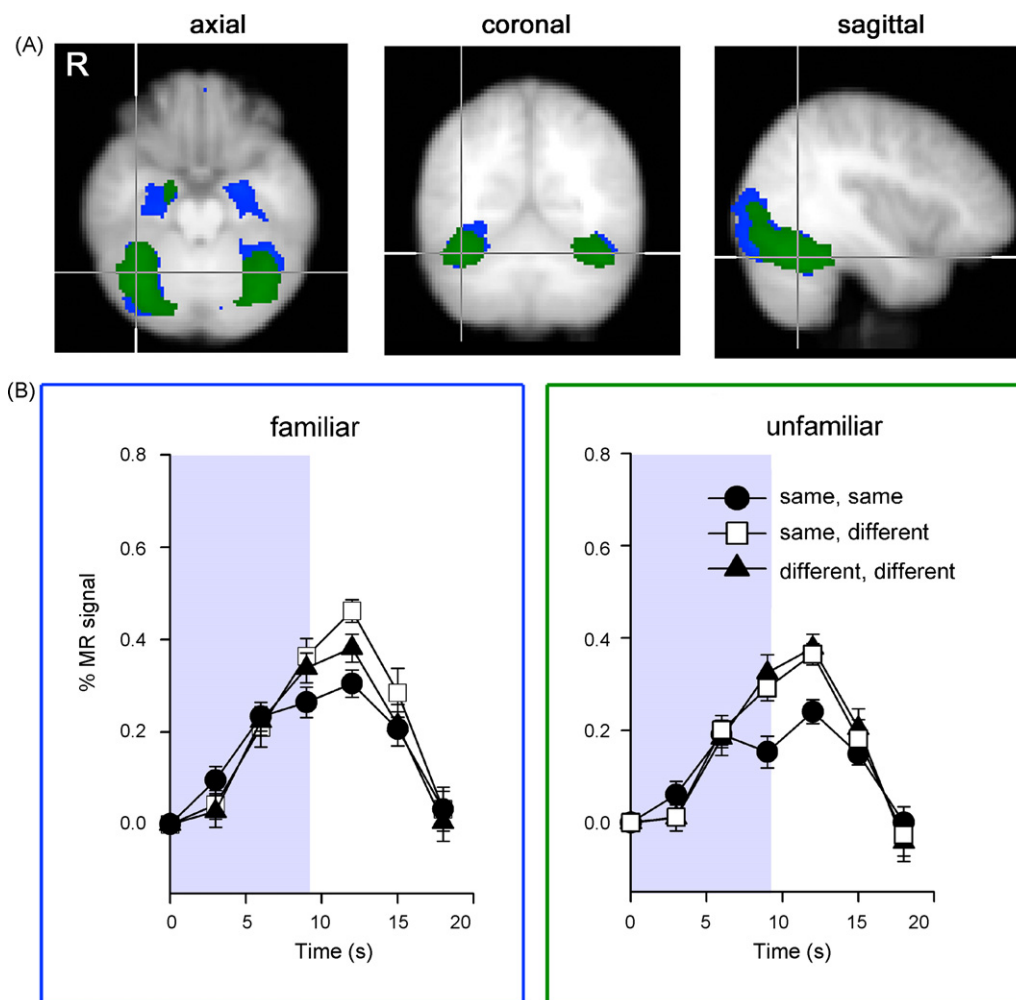 axial coronal sagittal
(A)
R
(B)
familiar
0.8
0.6
0.4
0.2
0.0
% MR signal
0 5 10 15 20
Time (s)
unfamiliar
0.8
0.6
0.4
0.2
0.0
same, same
same, different
different, different
0 5 10 15 20
Time (s)